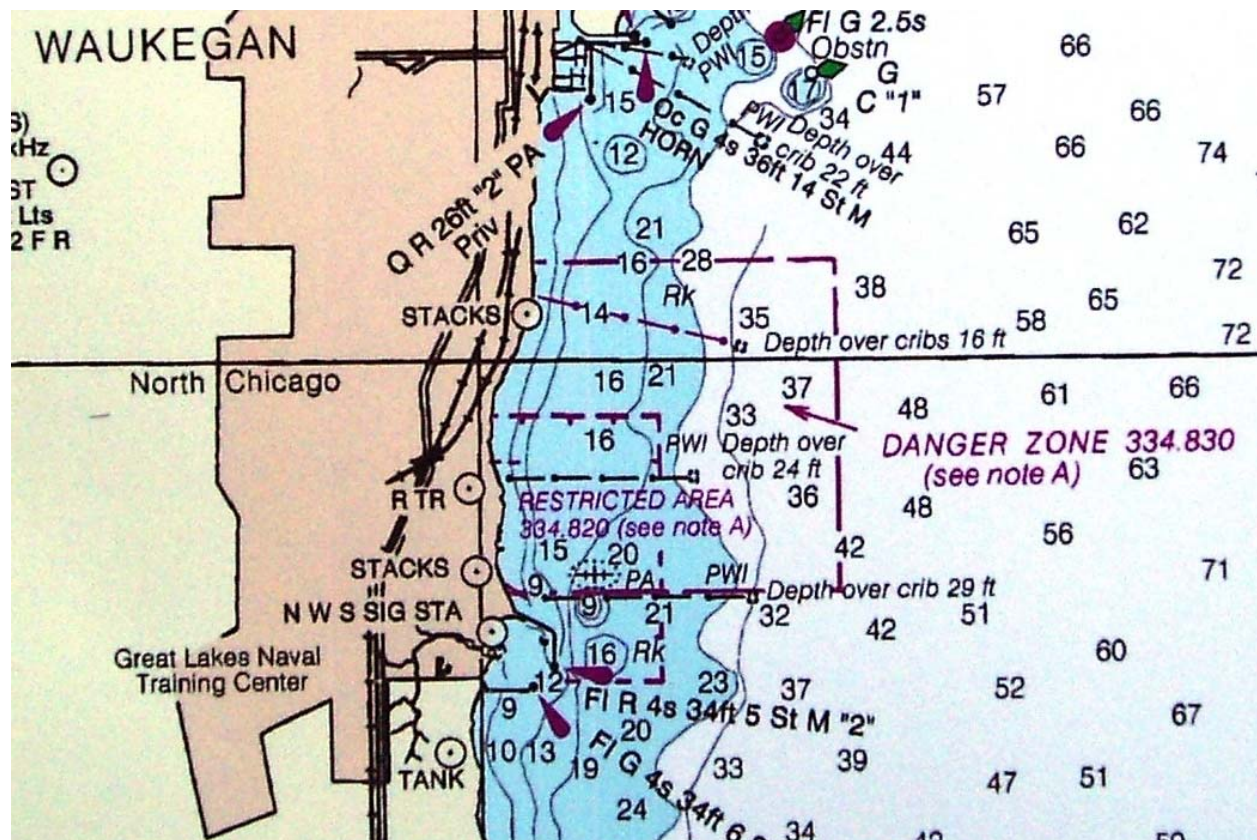 WAUKEGAN
Fl G 2.5s
Obstn
G
C "1"
Depth
PWI
15
17
66
57
66
34
15
Oc G 4s 36ft 14 St M
HORN
PWI Depth over
crib 22 ft
44
66
74
S)
kHz
ST
Lts
2 F R
12
Q R 26ft "2" PA
Priv
21
65
62
16
28
72
Rk
38
65
STACKS
14
35
58
72
Depth over cribs 16 ft
North Chicago
16
21
37
61
66
33
48
16
PWI Depth over
crib 24 ft
DANGER ZONE 334.830
(see note A)
63
R TR
RESTRICTED AREA
334.820 (see note A)
36
48
56
15
20
42
STACKS
71
9
PA
PWI
Depth over crib 29 ft
N W S SIG STA
9
21
32
51
42
Great Lakes Naval
Training Center
16
Rk
60
12
23
37
52
Fl R 4s 34ft 5 St M "2"
9
67
20
Fl G 4s 34ft 6
10
13
19
33
39
TANK
47
51
24
34